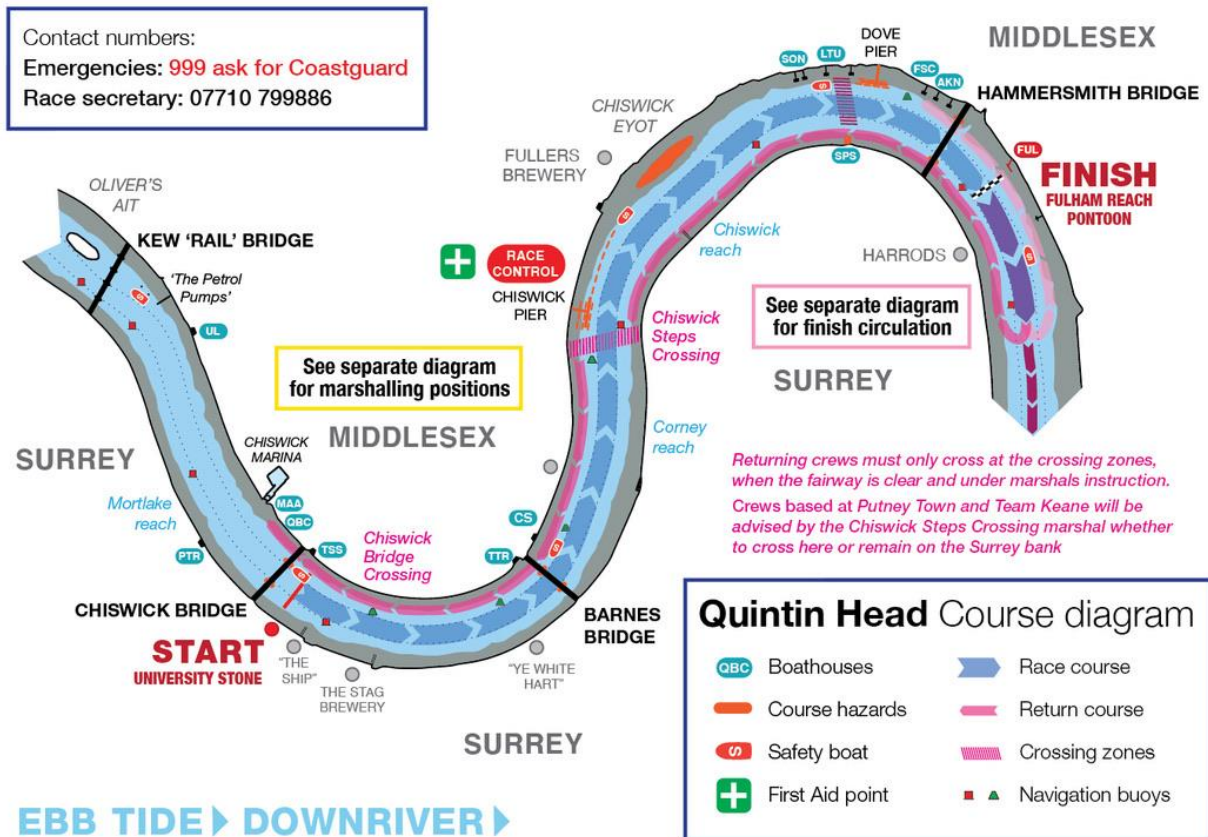 Contact numbers:
Emergencies: 999 ask for Coastguard
Race secretary: 07710 799886
OLIVER'S
AIT
KEW 'RAIL' BRIDGE
'The Petrol
Pumps'
S
UL
SURREY
Mortlake
reach
PTR
CHISWICK
MARINA
MAA
QBC
TSS
S
CHISWICK BRIDGE
START
UNIVERSITY STONE
"THE
SHIP"
THE STAG
BREWERY
"YE WHITE
HART"
SURREY
Chiswick
Bridge
Crossing
See separate diagram
for marshalling positions
MIDDLESEX
CS
TTR
S
BARNES
BRIDGE
Corney
reach
Chiswick
Steps
Crossing
RACE
CONTROL
CHISWICK
PIER
S
FULLERS
BREWERY
CHISWICK
EYOT
Chiswick
reach
SON
LTU
S
DOVE
PIER
FSC
AKN
SPS
MIDDLESEX
HAMMERSMITH BRIDGE
FUL
FINISH
FULHAM REACH
PONTOON
S
HARRODS
See separate diagram
for finish circulation
SURREY
Returning crews must only cross at the crossing zones,
when the fairway is clear and under marshals instruction.
Crews based at Putney Town and Team Keane will be
advised by the Chiswick Steps Crossing marshal whether
to cross here or remain on the Surrey bank
Quintin Head Course diagram
QBC Boathouses
Race course
Course hazards
Return course
S Safety boat
Crossing zones
First Aid point
Navigation buoys
EBB TIDE DOWNRIVER